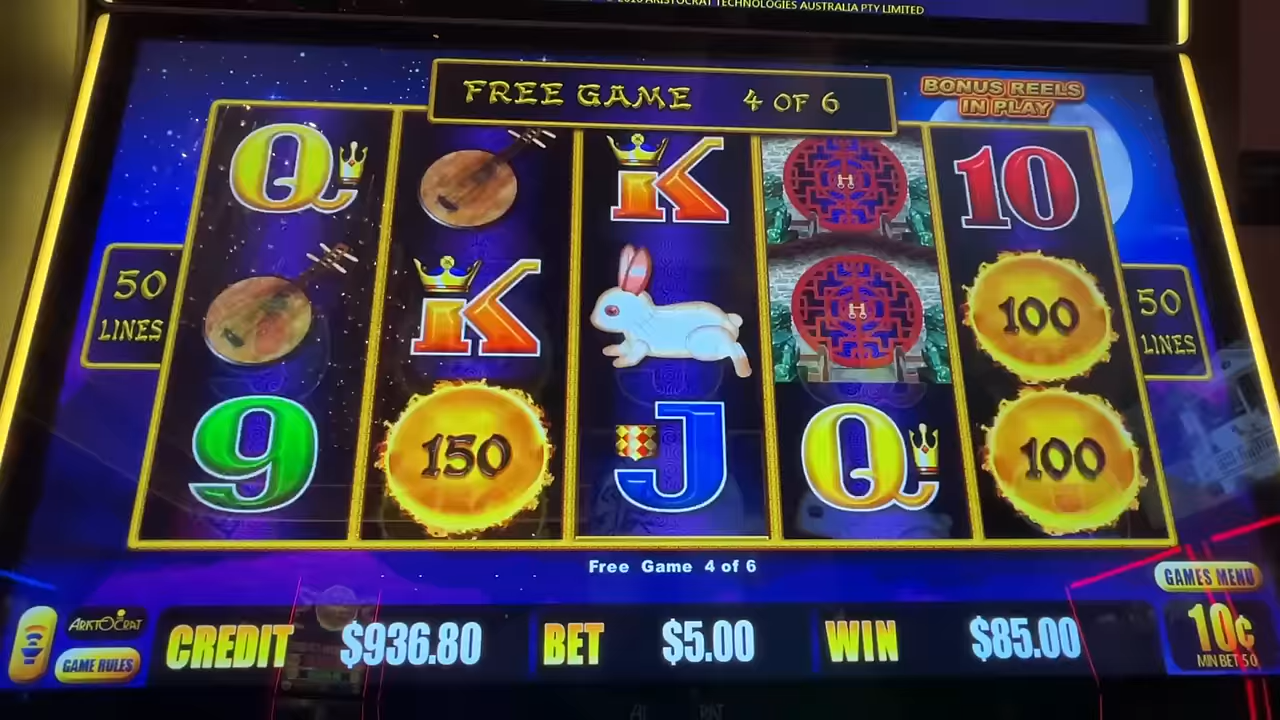 ARISTOCRAT TECHNOLOGIES AUSTRALIA PTY LIMITED
FREE GAME 4 OF 6
BONUS REELS
IN PLAY
Q
K
10
50
LINES
K
100
50
LINES
9
150
J
Q
100
Free Game 4 of 6
GAMES MENU
ARISTOCRAT
GAME RULES
CREDIT $936.80
BET $5.00
WIN $85.00
10¢
MIN BET 50